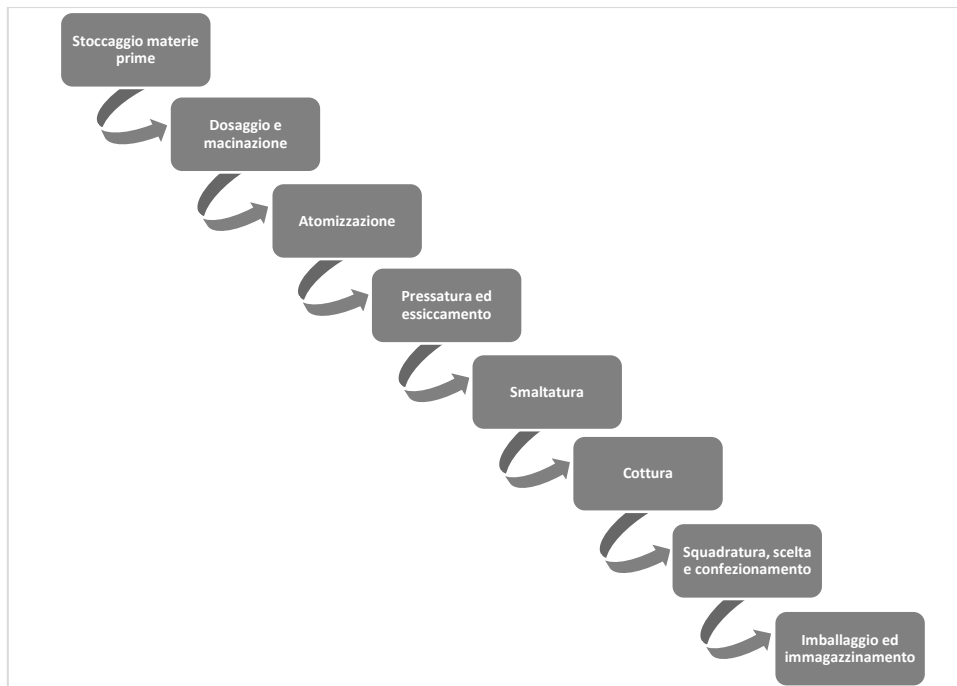 Stoccaggio materie
prime
Dosaggio e
macinazione
Atomizzazione
Pressatura ed
essiccamento
Smaltatura
Cottura
Squadratura, scelta
e confezionamento
Imballaggio ed
immagazzinamento